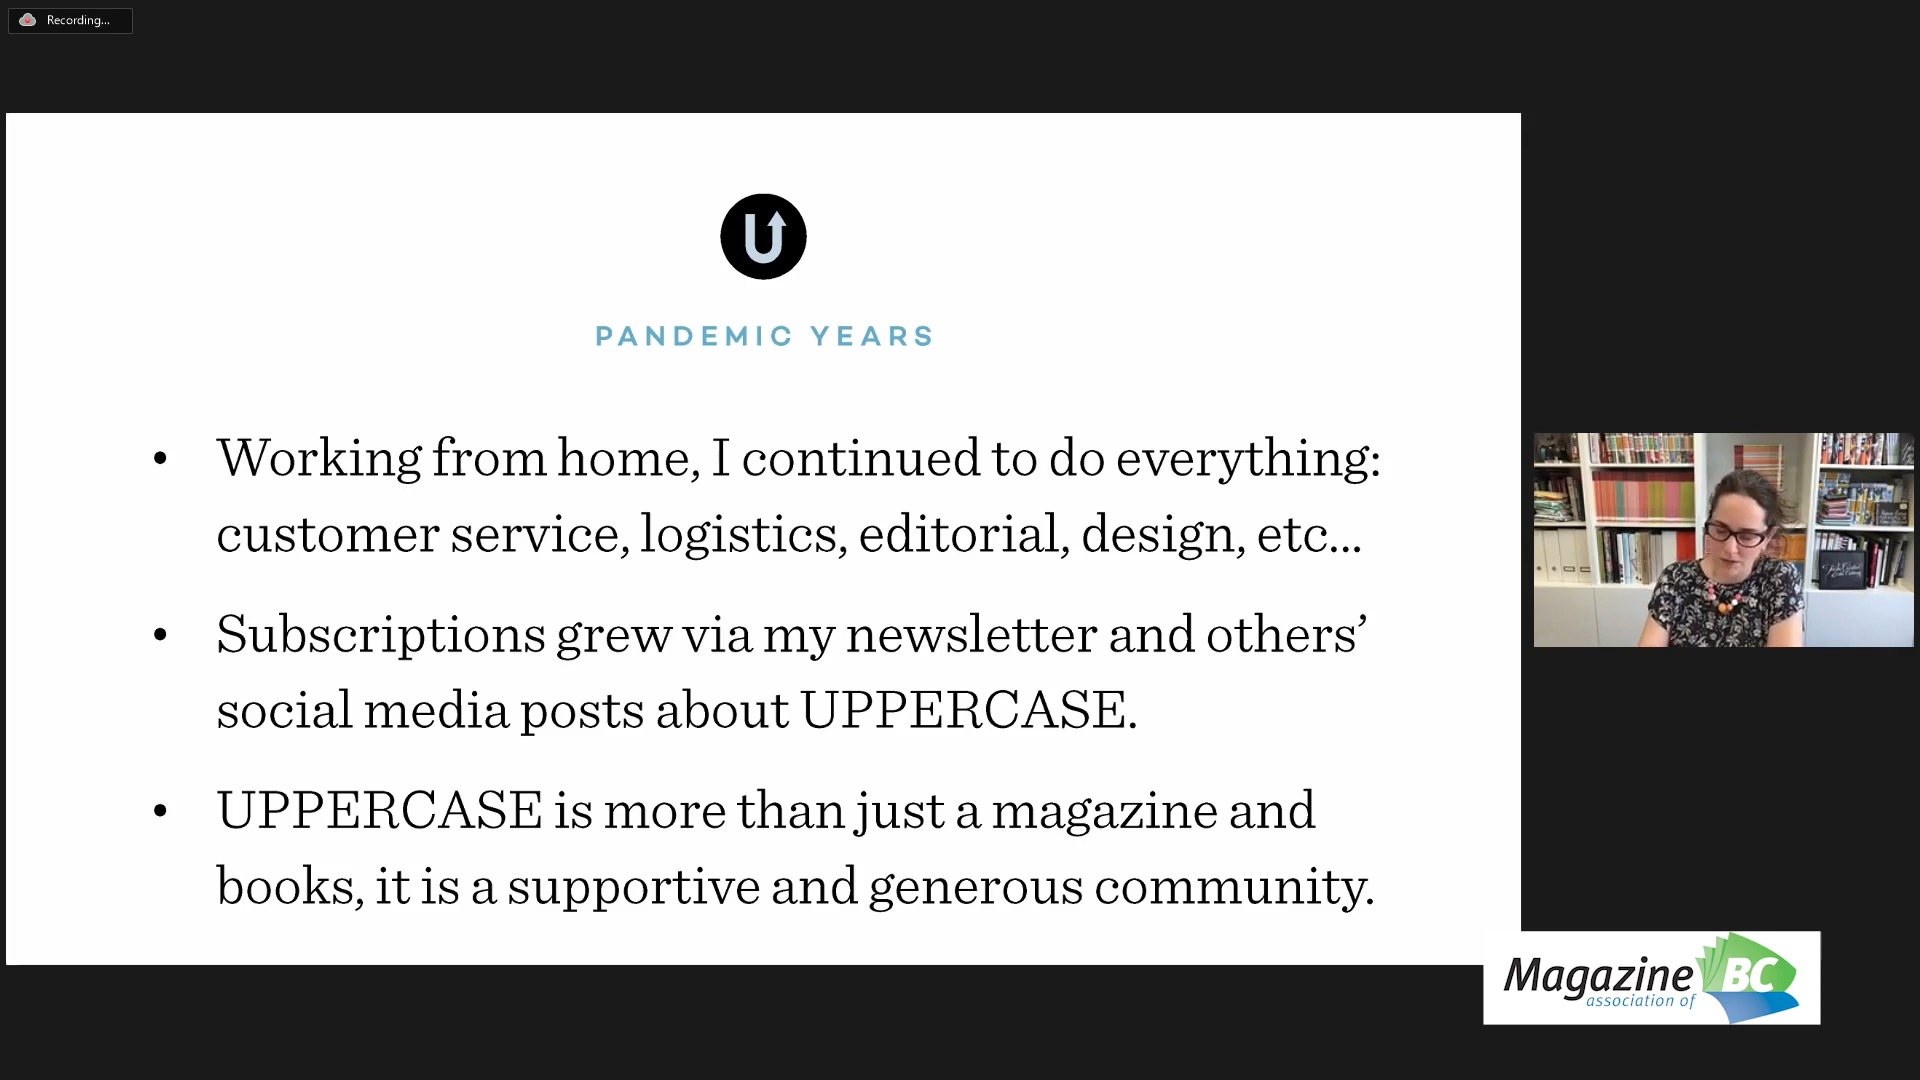 Recording...
U
PANDEMIC YEARS
• Working from home, I continued to do everything:
customer service, logistics, editorial, design, etc...
• Subscriptions grew via my newsletter and others’
social media posts about UPPERCASE.
• UPPERCASE is more than just a magazine and
books, it is a supportive and generous community.
Magazine BC
association of